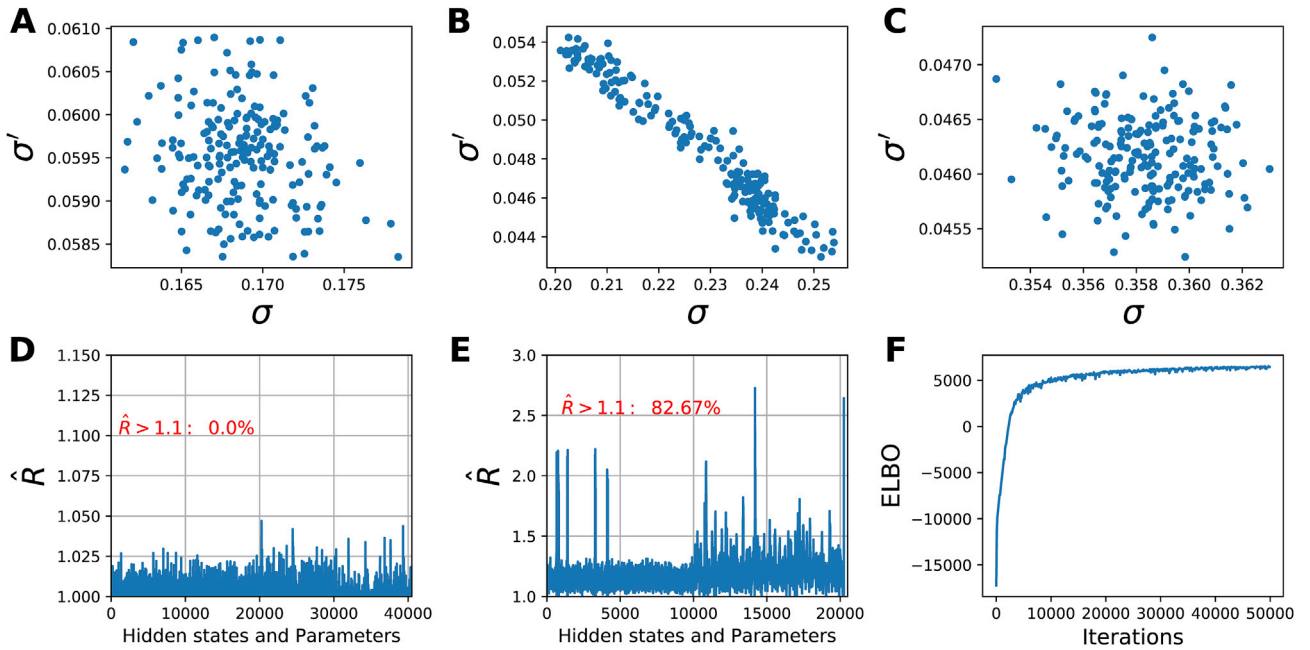 A
0.0610
0.0605
0.0600
0.0595
0.0590
0.0585
σ′
0.165 0.170 0.175
σ
B
0.054
0.052
0.050
0.048
0.046
0.044
σ′
0.20 0.21 0.22 0.23 0.24 0.25
σ
C
0.0470
0.0465
0.0460
0.0455
σ′
0.354 0.356 0.358 0.360 0.362
σ
D
1.150
1.125
1.100
1.075
1.050
1.025
1.000
R̂
R̂ > 1.1 : 0.0%
0 10000 20000 30000 40000
Hidden states and Parameters
E
3.0
2.5
2.0
1.5
1.0
R̂
R̂ > 1.1 : 82.67%
0 5000 10000 15000 20000
Hidden states and Parameters
F
5000
0
−5000
−10000
−15000
ELBO
0 10000 20000 30000 40000 50000
Iterations